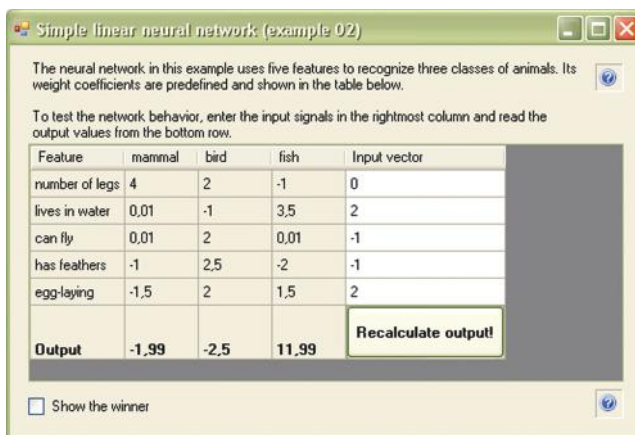 Simple linear neural network (example 02)
The neural network in this example uses five features to recognize three classes of animals. Its
weight coefficients are predefined and shown in the table below.
To test the network behavior, enter the input signals in the rightmost column and read the
output values from the bottom row.
Feature mammal bird fish Input vector
number of legs 4 2 -1 0
lives in water 0,01 -1 3,5 2
can fly 0,01 2 0,01 -1
has feathers -1 2,5 -2 -1
egg-laying -1,5 2 1,5 2
Recalculate output!
Output -1,99 -2,5 11,99
Show the winner